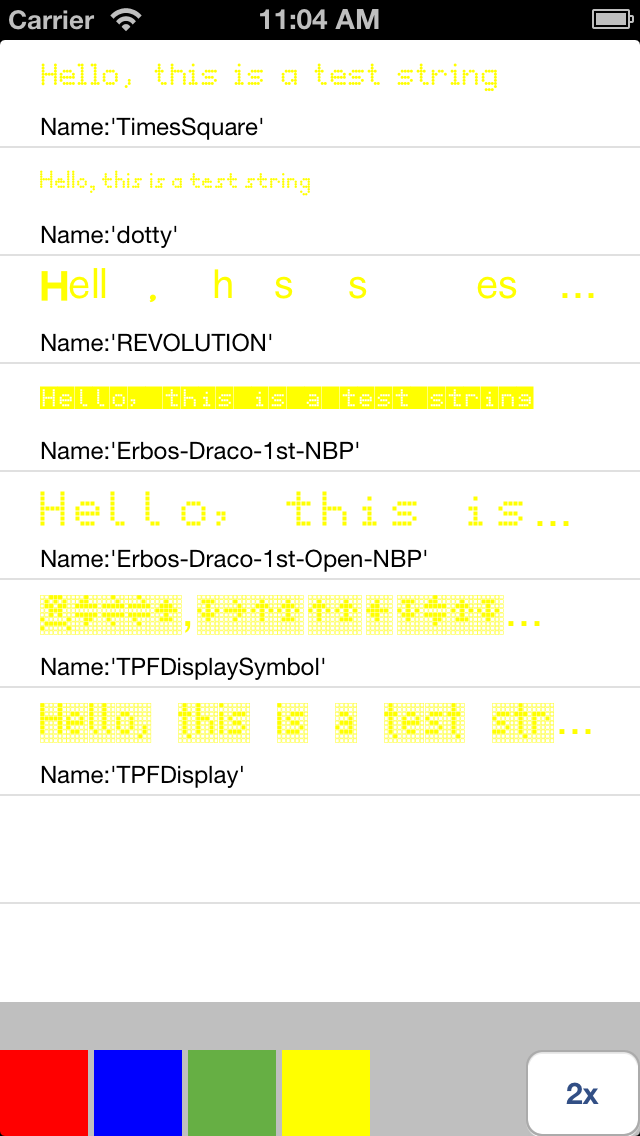 Carrier 11:04 AM
Hello, this is a test string
Name:'TimesSquare'
Hello, this is a test string
Name:'dotty'
Hell . h s s es ...
Name:'REVOLUTION'
Hello, this is a test string
Name:'Erbos-Draco-1st-NBP'
Hello, this is...
Name:'Erbos-Draco-1st-Open-NBP'
Name:'TPFDisplaySymbol'
Hello, this is a test str...
Name:'TPFDisplay'
2x